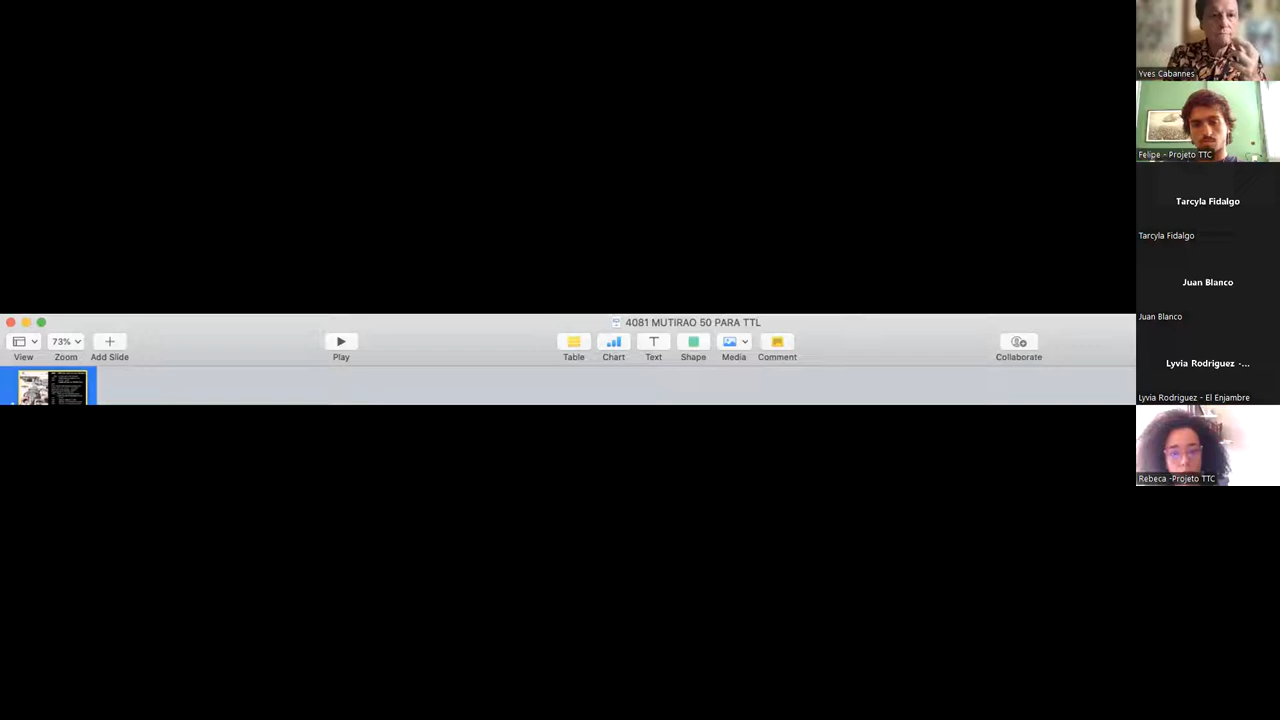 Yves Cabannes
Felipe - Projeto TTC
Tarcyla Fidalgo
Tarcyla Fidalgo
Juan Blanco
Juan Blanco
Lyvia Rodriguez -...
Lyvia Rodriguez - El Enjambre
Rebeca -Projeto TTC
4081 MUTIRAO 50 PARA TTL
73%
View
Zoom
Add Slide
Play
Table
Chart
Text
Shape
Media
Comment
Collaborate